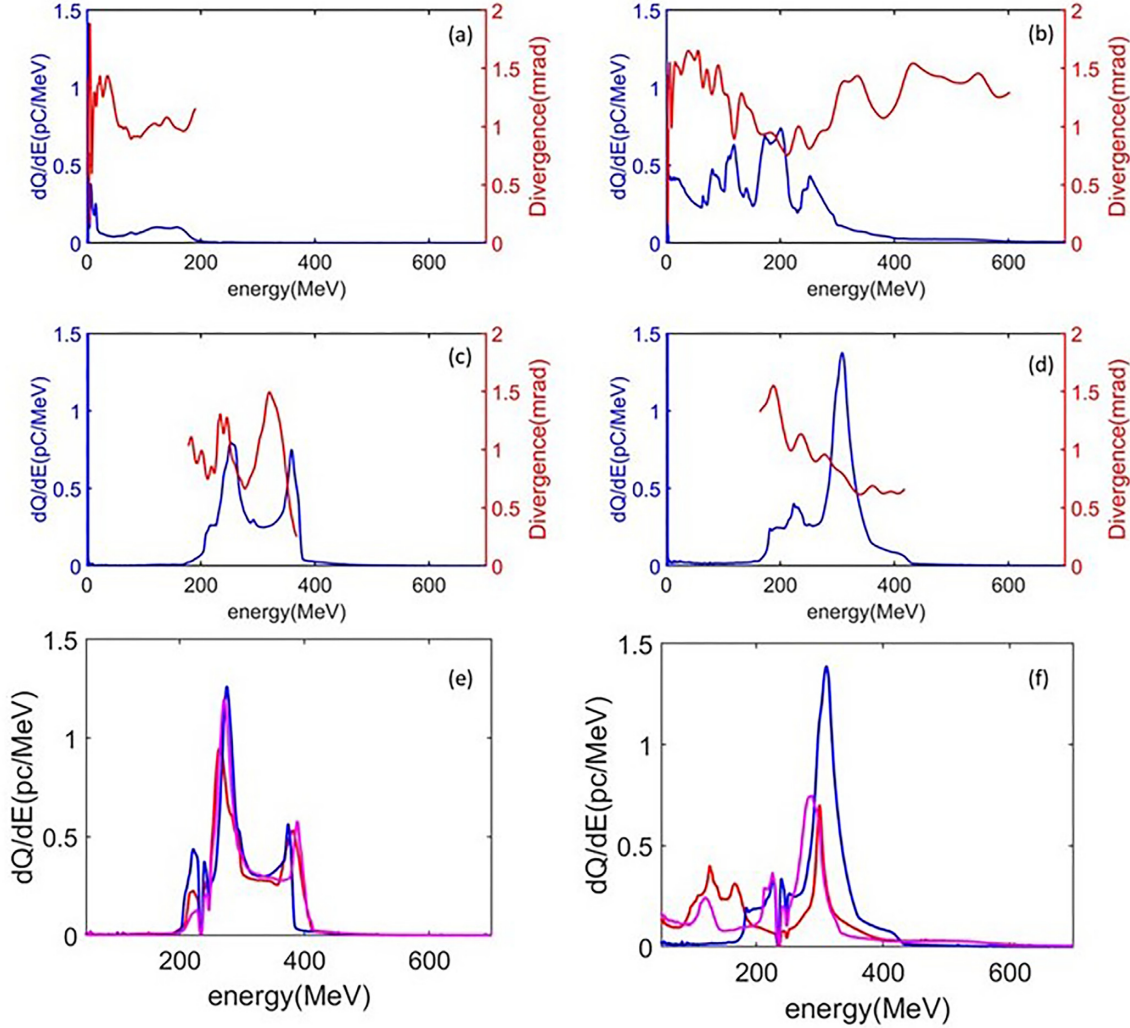 (a)
1.5
1
0.5
0
dQ/dE(pC/MeV)
2
1.5
1
0.5
0
Divergence(mrad)
0 200 400 600
energy(MeV)
(b)
1.5
1
0.5
0
dQ/dE(pC/MeV)
2
1.5
1
0.5
0
Divergence(mrad)
0 200 400 600
energy(MeV)
(c)
1.5
1
0.5
0
dQ/dE(pC/MeV)
2
1.5
1
0.5
0
Divergence(mrad)
0 200 400 600
energy(MeV)
(d)
1.5
1
0.5
0
dQ/dE(pC/MeV)
2
1.5
1
0.5
0
Divergence(mrad)
0 200 400 600
energy(MeV)
(e)
1.5
1
0.5
0
dQ/dE(pc/MeV)
200 400 600
energy(MeV)
(f)
1.5
1
0.5
0
dQ/dE(pc/MeV)
200 400 600
energy(MeV)